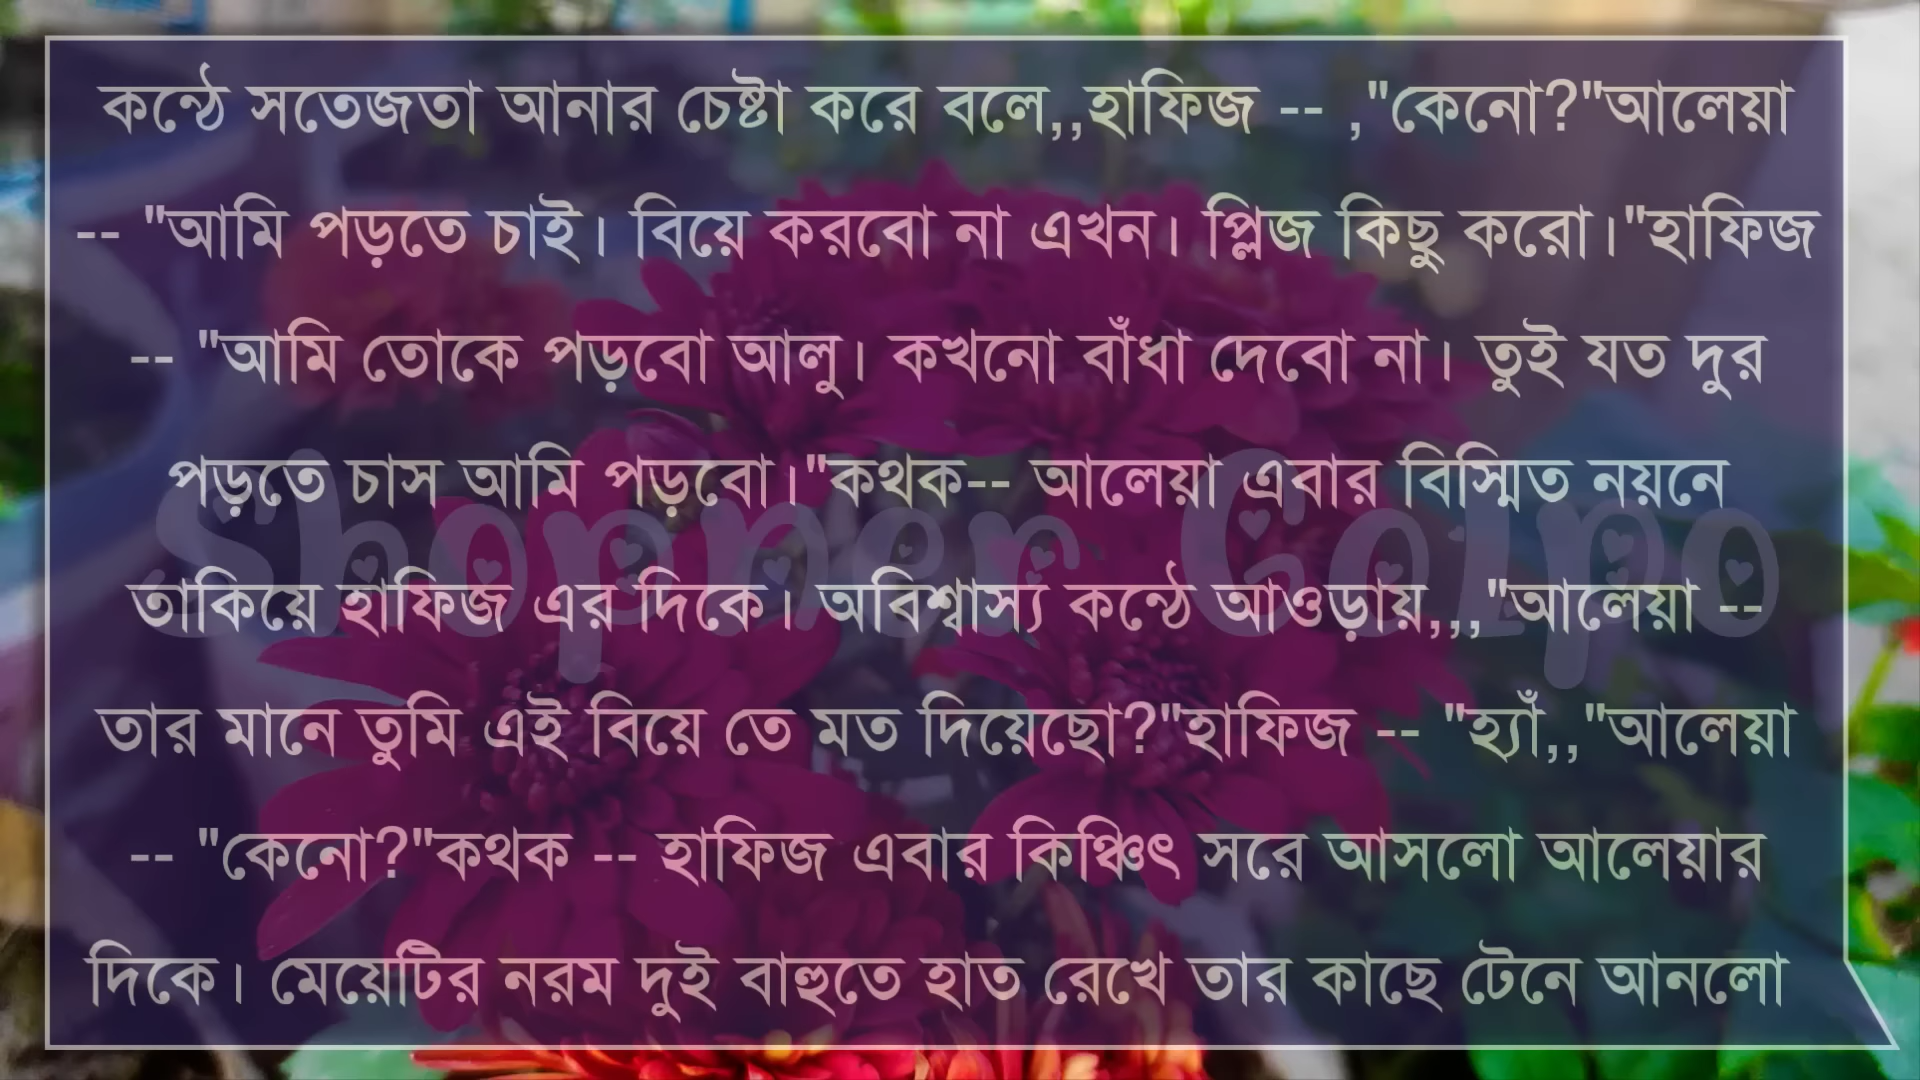 কন্ঠে সতেজতা আনার চেষ্টা করে বলে,,হাফিজ -- ,"কেনো?"আলেয়া
-- "আমি পড়তে চাই। বিয়ে করবো না এখন। প্লিজ কিছু করো।"হাফিজ
-- "আমি তোকে পড়বো আলু। কখনো বাঁধা দেবো না। তুই যত দুর
পড়তে চাস আমি পড়বো।"কথক-- আলেয়া এবার বিস্মিত নয়নে
তাকিয়ে হাফিজ এর দিকে। অবিশ্বাস্য কন্ঠে আওড়ায়,,,"আলেয়া --
তার মানে তুমি এই বিয়ে তে মত দিয়েছো?"হাফিজ -- "হ্যাঁ,,"আলেয়া
-- "কেনো?"কথক -- হাফিজ এবার কিঞ্চিৎ সরে আসলো আলেয়ার
দিকে। মেয়েটির নরম দুই বাহুতে হাত রেখে তার কাছে টেনে আনলো
Shopner Golpo